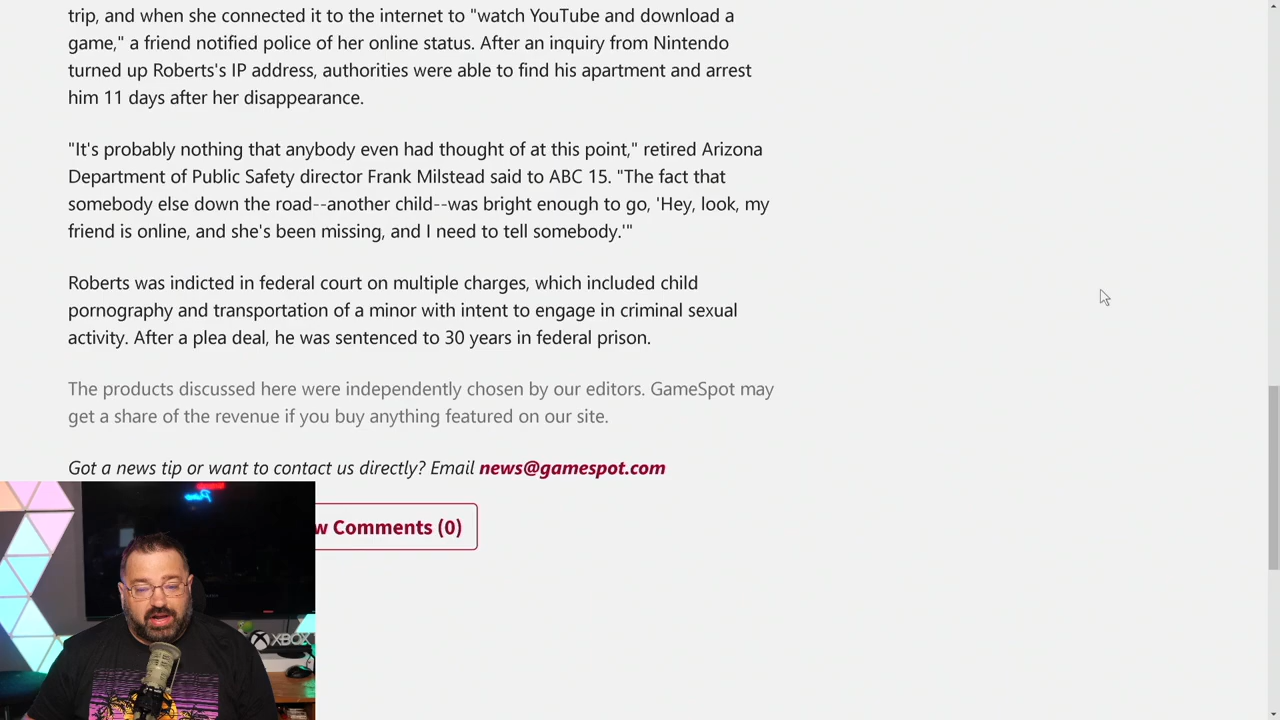 trip, and when she connected it to the internet to "watch YouTube and download a
game," a friend notified police of her online status. After an inquiry from Nintendo
turned up Roberts's IP address, authorities were able to find his apartment and arrest
him 11 days after her disappearance.
"It's probably nothing that anybody even had thought of at this point," retired Arizona
Department of Public Safety director Frank Milstead said to ABC 15. "The fact that
somebody else down the road--another child--was bright enough to go, 'Hey, look, my
friend is online, and she's been missing, and I need to tell somebody.'"
Roberts was indicted in federal court on multiple charges, which included child
pornography and transportation of a minor with intent to engage in criminal sexual
activity. After a plea deal, he was sentenced to 30 years in federal prison.
The products discussed here were independently chosen by our editors. GameSpot may
get a share of the revenue if you buy anything featured on our site.
Got a news tip or want to contact us directly? Email news@gamespot.com
w Comments (0)
XBOX